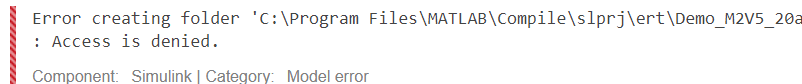 Error creating folder 'C:\Program Files\MATLAB\Compile\slprj\ert\Demo_M2V5_20a
: Access is denied.
Component: Simulink | Category: Model error